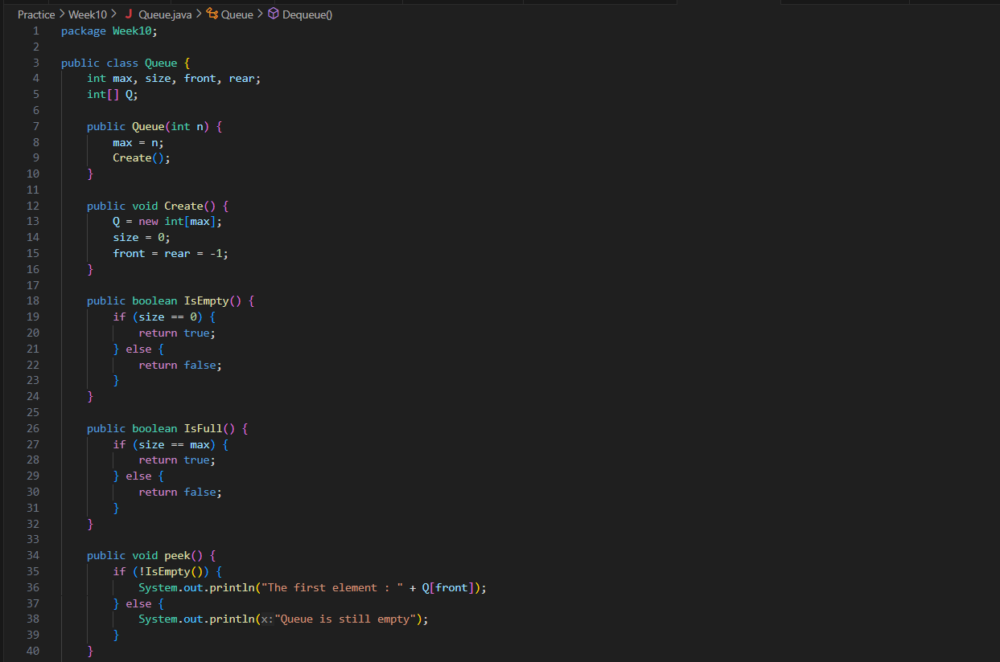 Practice > Week10 > J Queue.java > Queue > Dequeue()
1 package Week10;
2
3 public class Queue {
4 int max, size, front, rear;
5 int[] Q;
6
7 public Queue(int n) {
8 max = n;
9 Create();
10 }
11
12 public void Create() {
13 Q = new int[max];
14 size = 0;
15 front = rear = -1;
16 }
17
18 public boolean IsEmpty() {
19 if (size == 0) {
20 return true;
21 } else {
22 return false;
23 }
24 }
25
26 public boolean IsFull() {
27 if (size == max) {
28 return true;
29 } else {
30 return false;
31 }
32 }
33
34 public void peek() {
35 if (!IsEmpty()) {
36 System.out.println("The first element : " + Q[front]);
37 } else {
38 System.out.println(x:"Queue is still empty");
39 }
40 }